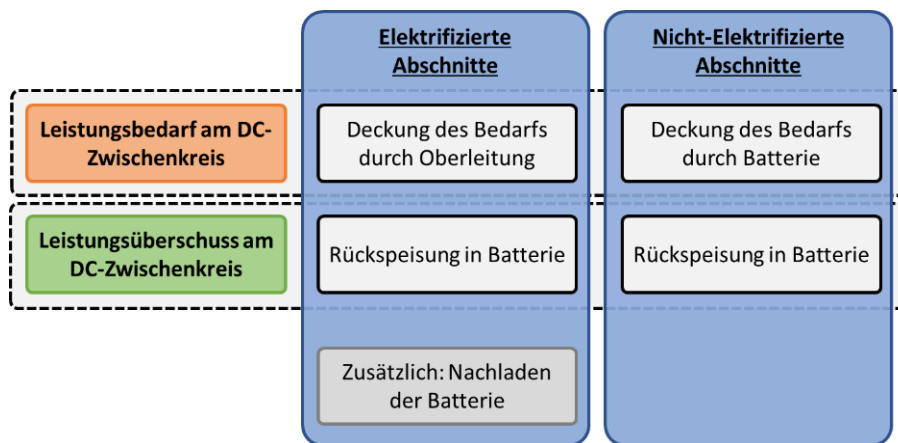 Elektrifizierte
Abschnitte
Nicht-Elektrifizierte
Abschnitte
Leistungsbedarf am DC-
Zwischenkreis
Deckung des Bedarfs
durch Oberleitung
Deckung des Bedarfs
durch Batterie
Leistungsüberschuss am
DC-Zwischenkreis
Rückspeisung in Batterie
Rückspeisung in Batterie
Zusätzlich: Nachladen
der Batterie